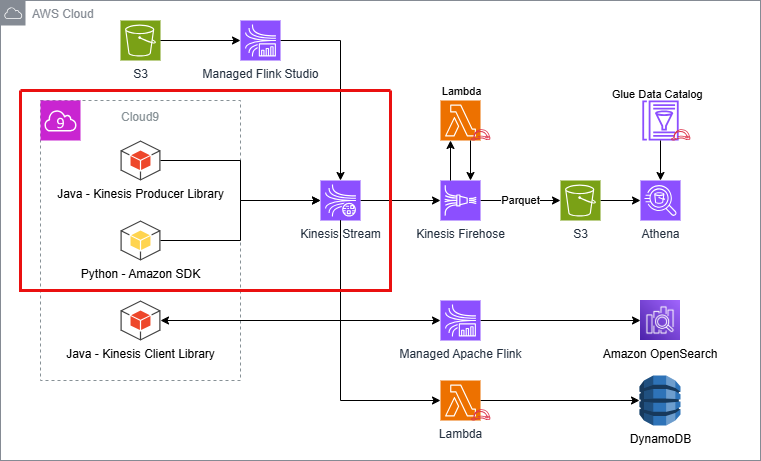 AWS Cloud
S3
Managed Flink Studio
Cloud9
9
Lambda
Glue Data Catalog
Java - Kinesis Producer Library
Kinesis Stream
Kinesis Firehose
Parquet
S3
Athena
Python - Amazon SDK
Java - Kinesis Client Library
Managed Apache Flink
Amazon OpenSearch
Lambda
DynamoDB